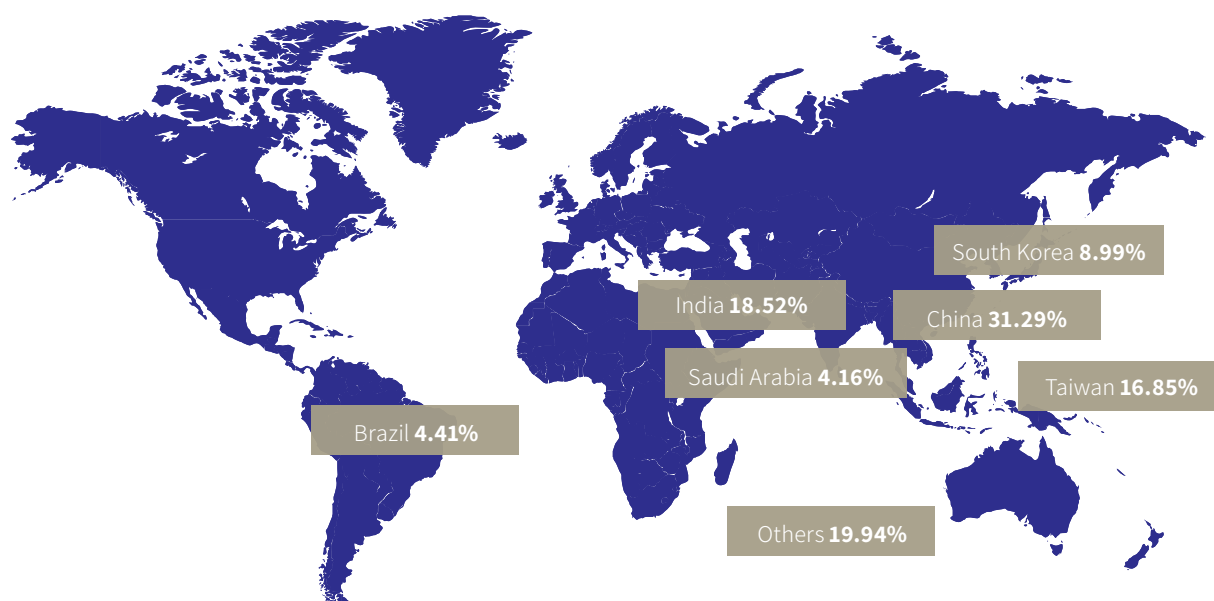 South Korea 8.99%
India 18.52%
China 31.29%
Saudi Arabia 4.16%
Taiwan 16.85%
Brazil 4.41%
Others 19.94%